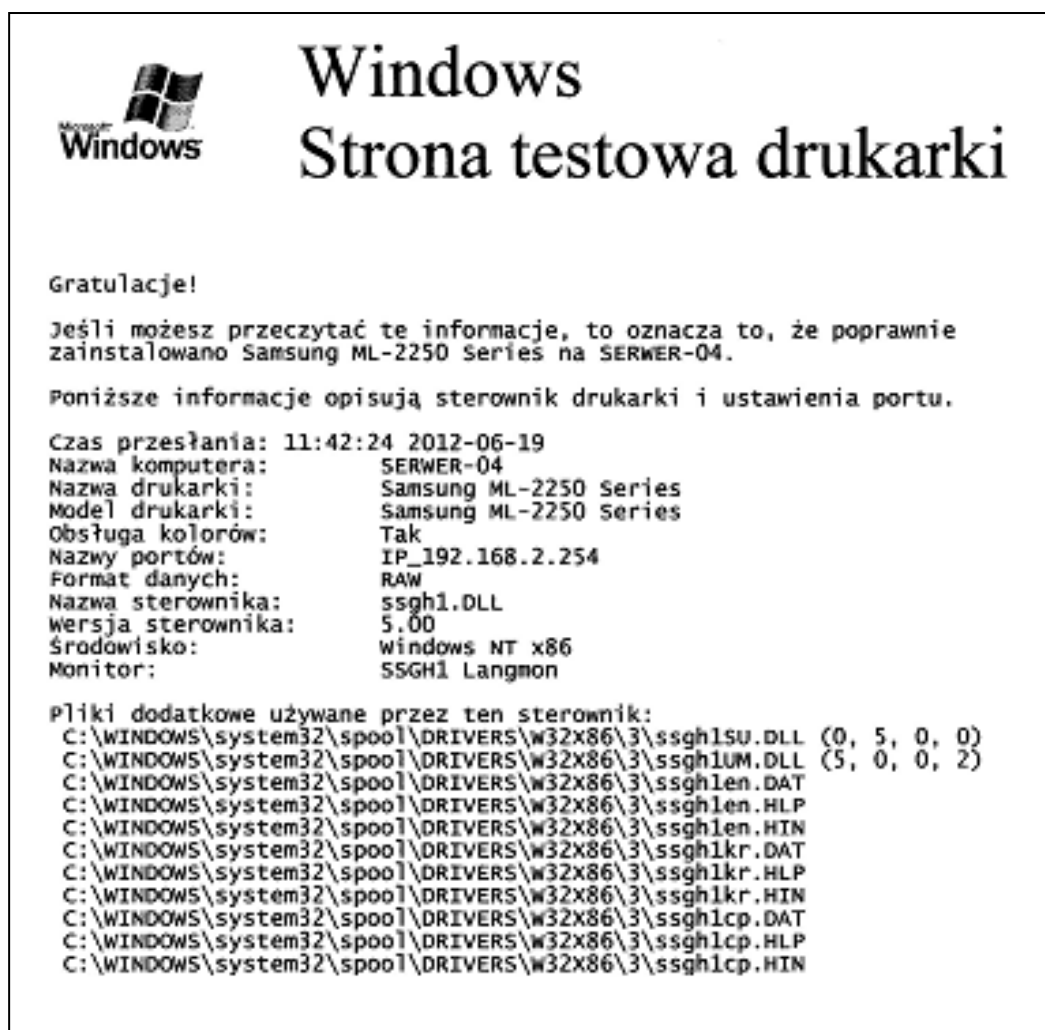 Microsoft
Windows
Windows
Strona testowa drukarki
Gratulacje!
Jeśli możesz przeczytać te informacje, to oznacza to, że poprawnie
zainstalowano Samsung ML-2250 Series na SERWER-04.
Poniższe informacje opisują sterownik drukarki i ustawienia portu.
Czas przesłania: 11:42:24 2012-06-19
Nazwa komputera: SERWER-04
Nazwa drukarki: Samsung ML-2250 Series
Model drukarki: Samsung ML-2250 Series
Obsługa kolorów: Tak
Nazwy portów: IP_192.168.2.254
Format danych: RAW
Nazwa sterownika: ssgh1.DLL
Wersja sterownika: 5.00
Środowisko: Windows NT x86
Monitor: SSGH1 Langmon
Pliki dodatkowe używane przez ten sterownik:
C:\WINDOWS\system32\spool\DRIVERS\W32X86\3\ssgh1SU.DLL (0, 5, 0, 0)
C:\WINDOWS\system32\spool\DRIVERS\W32X86\3\ssgh1UM.DLL (5, 0, 0, 2)
C:\WINDOWS\system32\spool\DRIVERS\W32X86\3\ssgh1en.DAT
C:\WINDOWS\system32\spool\DRIVERS\W32X86\3\ssgh1en.HLP
C:\WINDOWS\system32\spool\DRIVERS\W32X86\3\ssgh1en.HIN
C:\WINDOWS\system32\spool\DRIVERS\W32X86\3\ssgh1kr.DAT
C:\WINDOWS\system32\spool\DRIVERS\W32X86\3\ssgh1kr.HLP
C:\WINDOWS\system32\spool\DRIVERS\W32X86\3\ssgh1kr.HIN
C:\WINDOWS\system32\spool\DRIVERS\W32X86\3\ssgh1cp.DAT
C:\WINDOWS\system32\spool\DRIVERS\W32X86\3\ssgh1cp.HLP
C:\WINDOWS\system32\spool\DRIVERS\W32X86\3\ssgh1cp.HIN